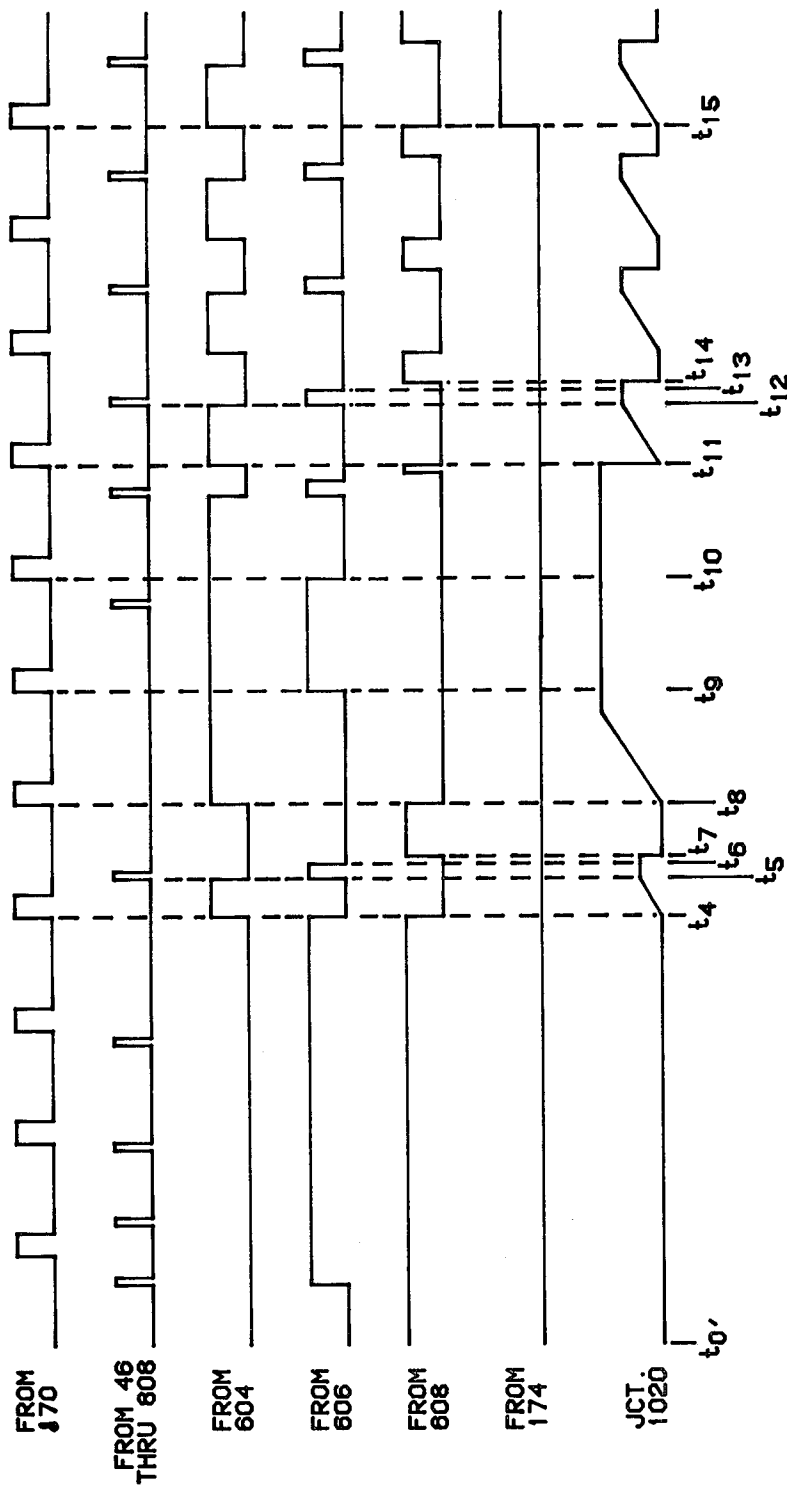 FROM
170
FROM 46
THRU 808
FROM
604
FROM
606
FROM
608
FROM
174
JCT.
1020
t0'
t4
t5
t6
t7
t8
t9
t10
t11
t12
t13
t14
t15